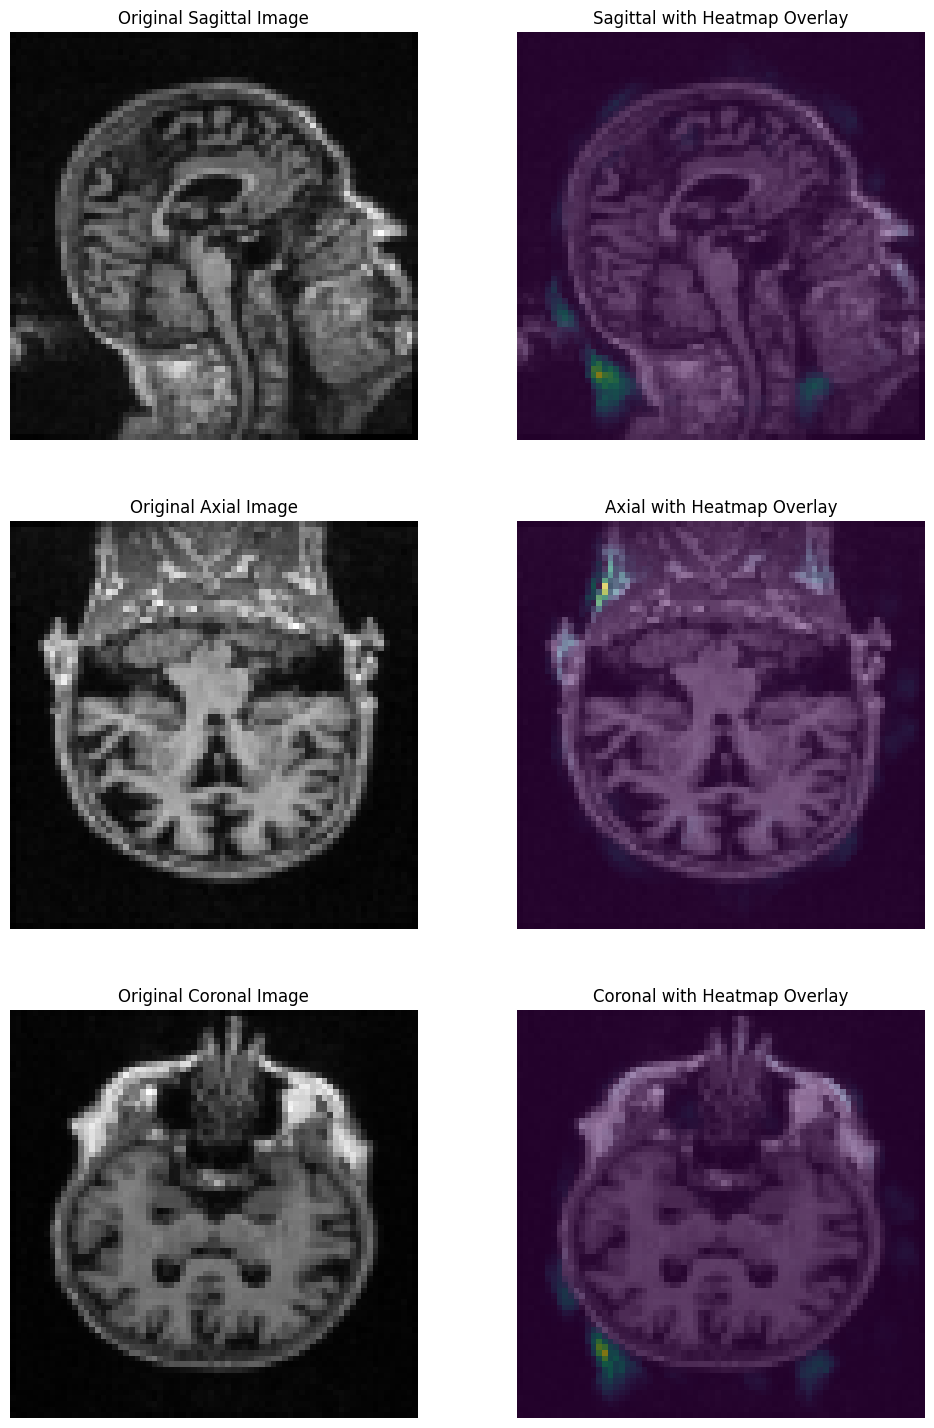 Original Sagittal Image
Sagittal with Heatmap Overlay
Original Axial Image
Axial with Heatmap Overlay
Original Coronal Image
Coronal with Heatmap Overlay